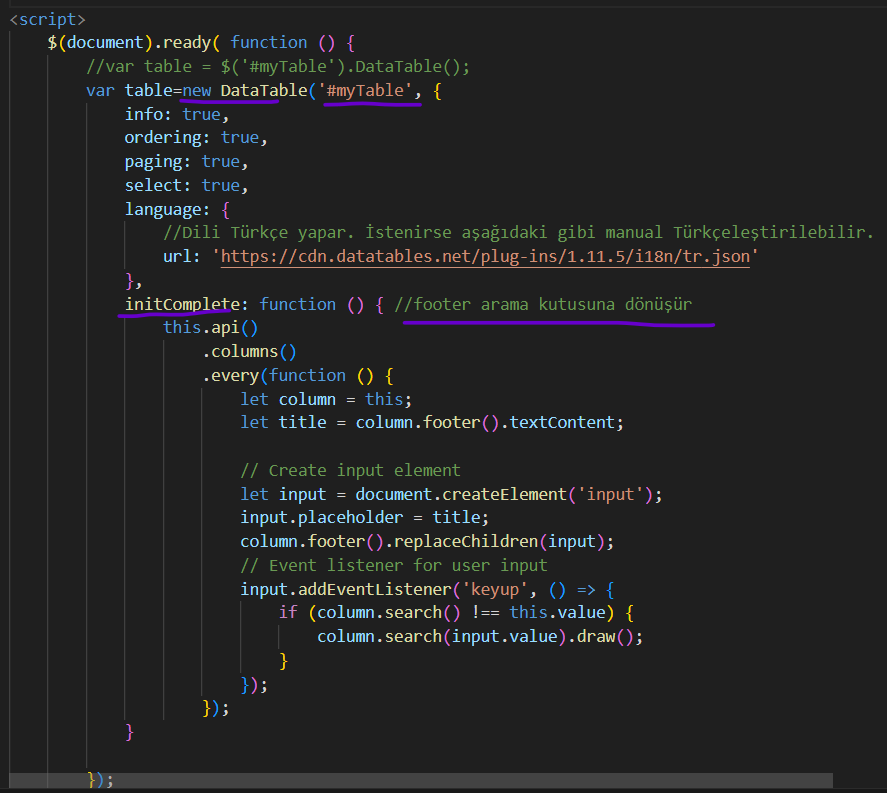 <script>
$(document).ready( function () {
//var table = $('#myTable').DataTable();
var table=new DataTable('#myTable', {
info: true,
ordering: true,
paging: true,
select: true,
language: {
//Dili Türkçe yapar. İstenirse aşağıdaki gibi manual Türkçeleştirilebilir.
url: 'https://cdn.datatables.net/plug-ins/1.11.5/i18n/tr.json'
},
initComplete: function () { //footer arama kutusuna dönüşür
this.api()
.columns()
.every(function () {
let column = this;
let title = column.footer().textContent;
// Create input element
let input = document.createElement('input');
input.placeholder = title;
column.footer().replaceChildren(input);
// Event listener for user input
input.addEventListener('keyup', () => {
if (column.search() !== this.value) {
column.search(input.value).draw();
}
});
});
}
});